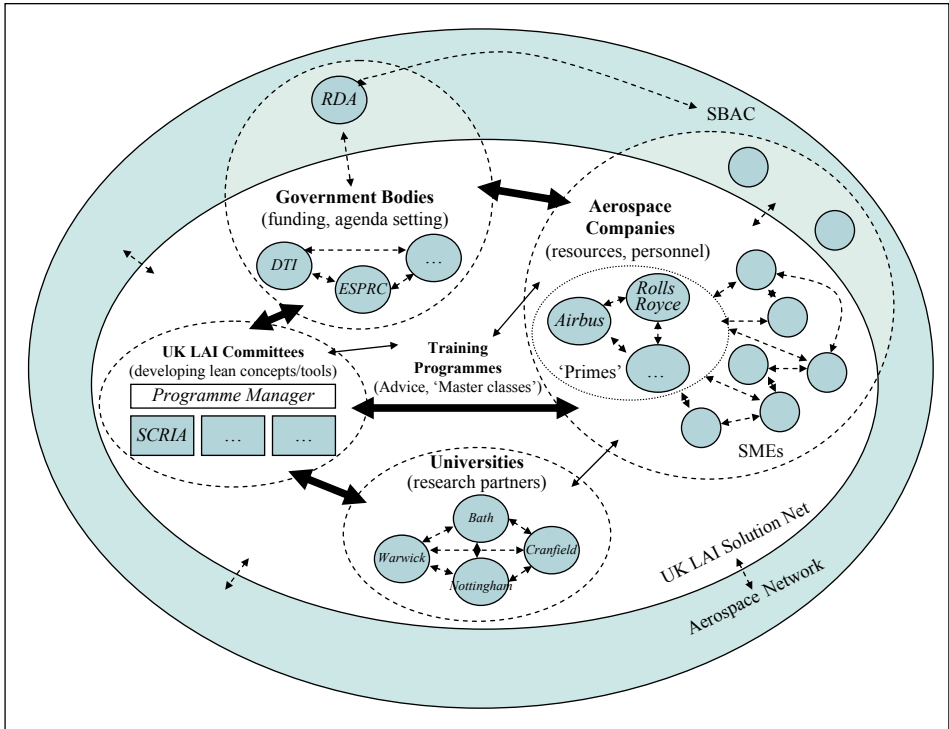 RDA
SBAC
Government Bodies
(funding, agenda setting)
DTI
ESPRC
…
Aerospace
Companies
(resources, personnel)
Rolls
Royce
Airbus
…
‘Primes’
SMEs
UK LAI Committees
(developing lean concepts/tools)
Programme Manager
SCRIA
…
…
Training
Programmes
(Advice, ‘Master classes’)
Universities
(research partners)
Bath
Warwick
Cranfield
Nottingham
UK LAI Solution Net
Aerospace Network